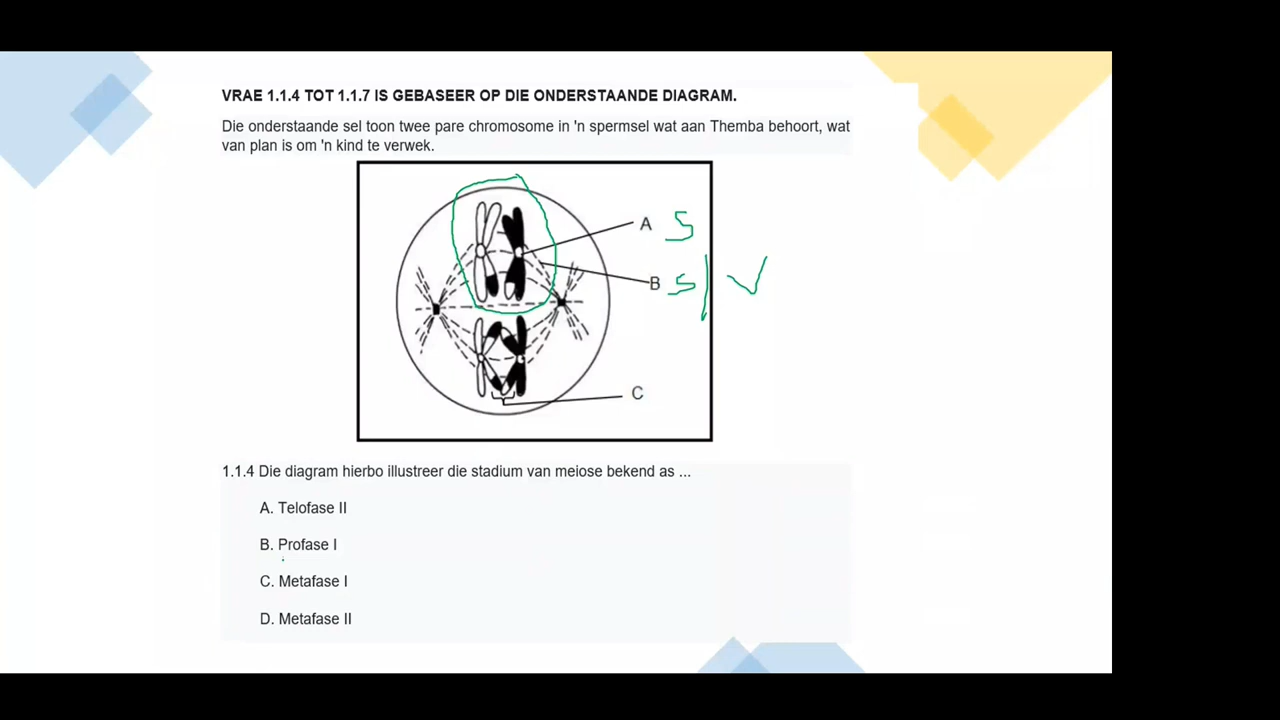 VRAE 1.1.4 TOT 1.1.7 IS GEBASEER OP DIE ONDERSTAANDE DIAGRAM.
Die onderstaande sel toon twee pare chromosome in 'n spermsel wat aan Themba behoort, wat
van plan is om 'n kind te verwek.
A S
B S | V
C
1.1.4 Die diagram hierbo illustreer die stadium van meiose bekend as ...
A. Telofase II
B. Profase I
C. Metafase I
D. Metafase II